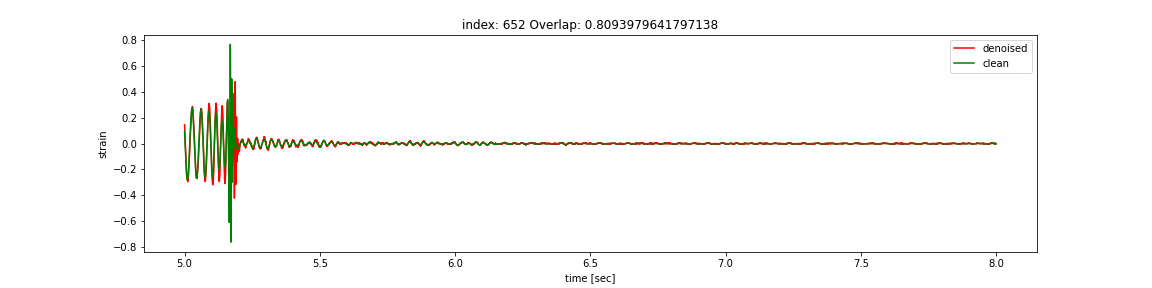 index: 652 Overlap: 0.8093979641797138
denoised
clean
strain
0.8
0.6
0.4
0.2
0.0
−0.2
−0.4
−0.6
−0.8
5.0 5.5 6.0 6.5 7.0 7.5 8.0
time [sec]